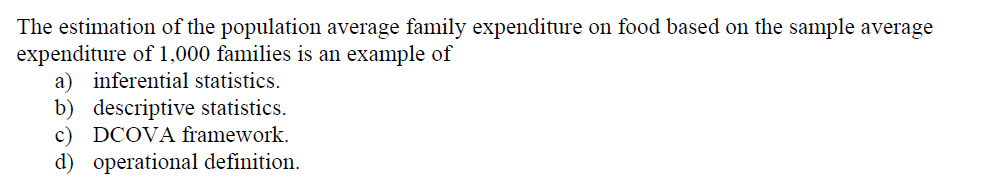 The estimation of the population average family expenditure on food based on the sample average
expenditure of 1,000 families is an example of
a) inferential statistics.
b) descriptive statistics.
c) DCOVA framework.
d) operational definition.